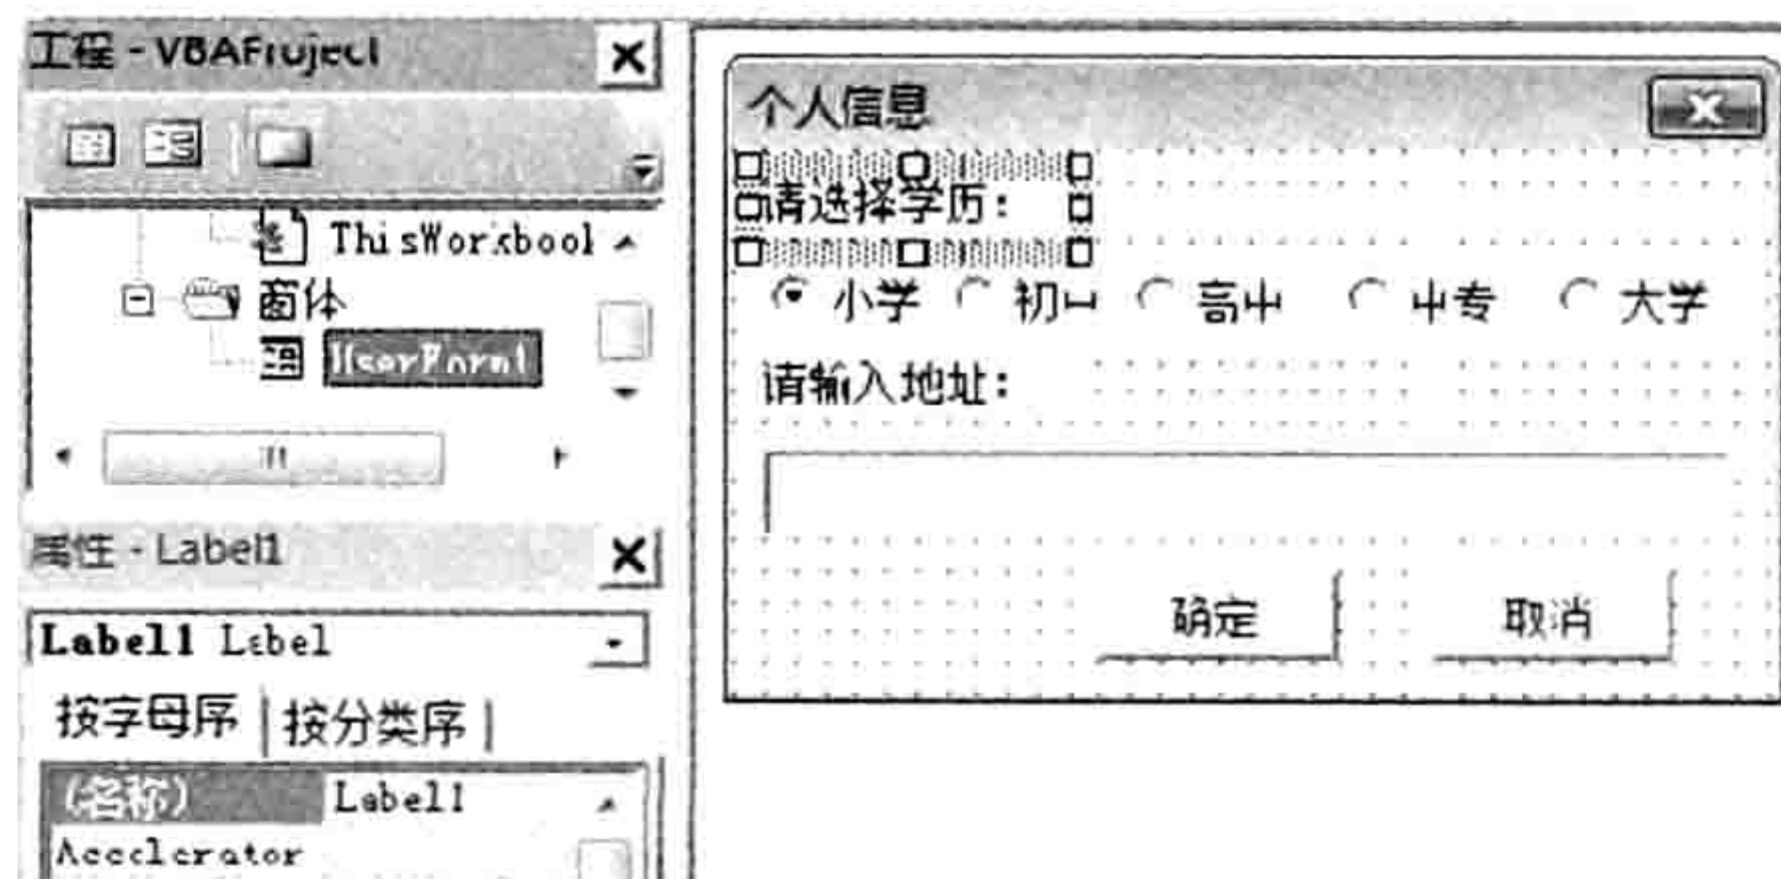 工程 - VBAProject
ThisWorkbook
窗体
UserForm1
属性 - Label1
Label1 Label
按字母序 | 按分类序 |
(名称) Label1
Accelerator
个人信息
请选择学历：
小学 初中 高中 中专 大学
请输入地址：
确定 取消